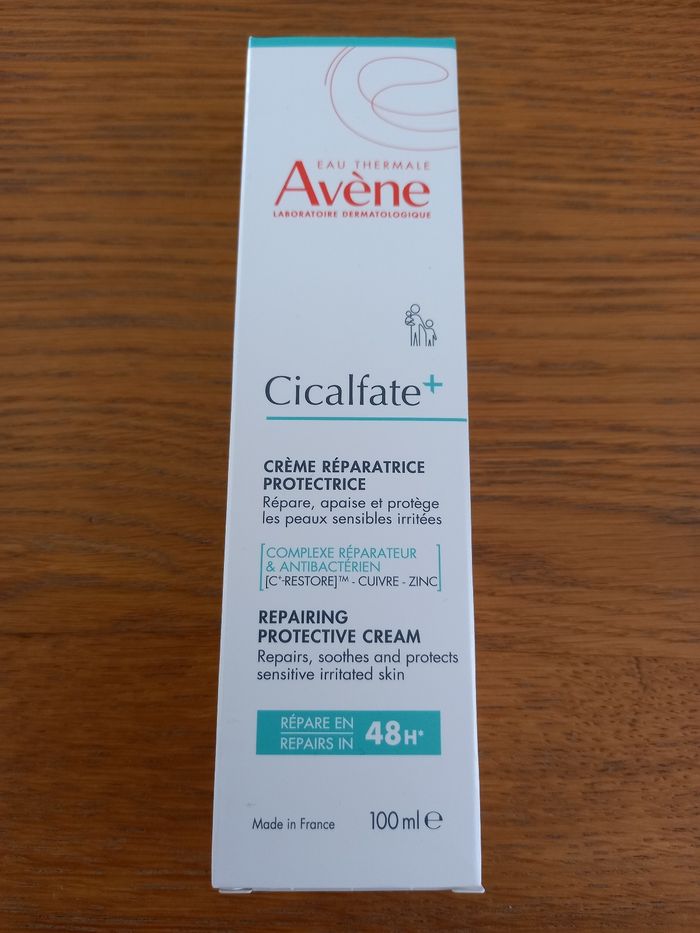 EAU THERMALE
Avène
LABORATOIRE DERMATOLOGIQUE
Cicalfate+
CRÈME RÉPARATRICE
PROTECTRICE
Répare, apaise et protège
les peaux sensibles irritées
COMPLEXE RÉPARATEUR
& ANTIBACTÉRIEN
[C+-RESTORE]™ - CUIVRE - ZINC
REPAIRING
PROTECTIVE CREAM
Repairs, soothes and protects
sensitive irritated skin
RÉPARE EN
REPAIRS IN
48H*
Made in France
100 ml ℮